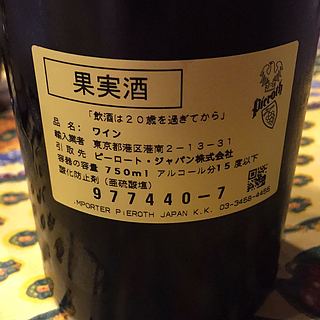 果実酒
Pieroth
「飲酒は20歳を過ぎてから」
品名: ワイン
輸入業者 東京都港区港南2-13-31
引取先 ピーロート・ジャパン株式会社
容器の容量 750ml アルコール分15度以下
酸化防止剤(亜硫酸塩)
977440-7
IMPORTER PIEROTH JAPAN K.K. 03-3458-4455